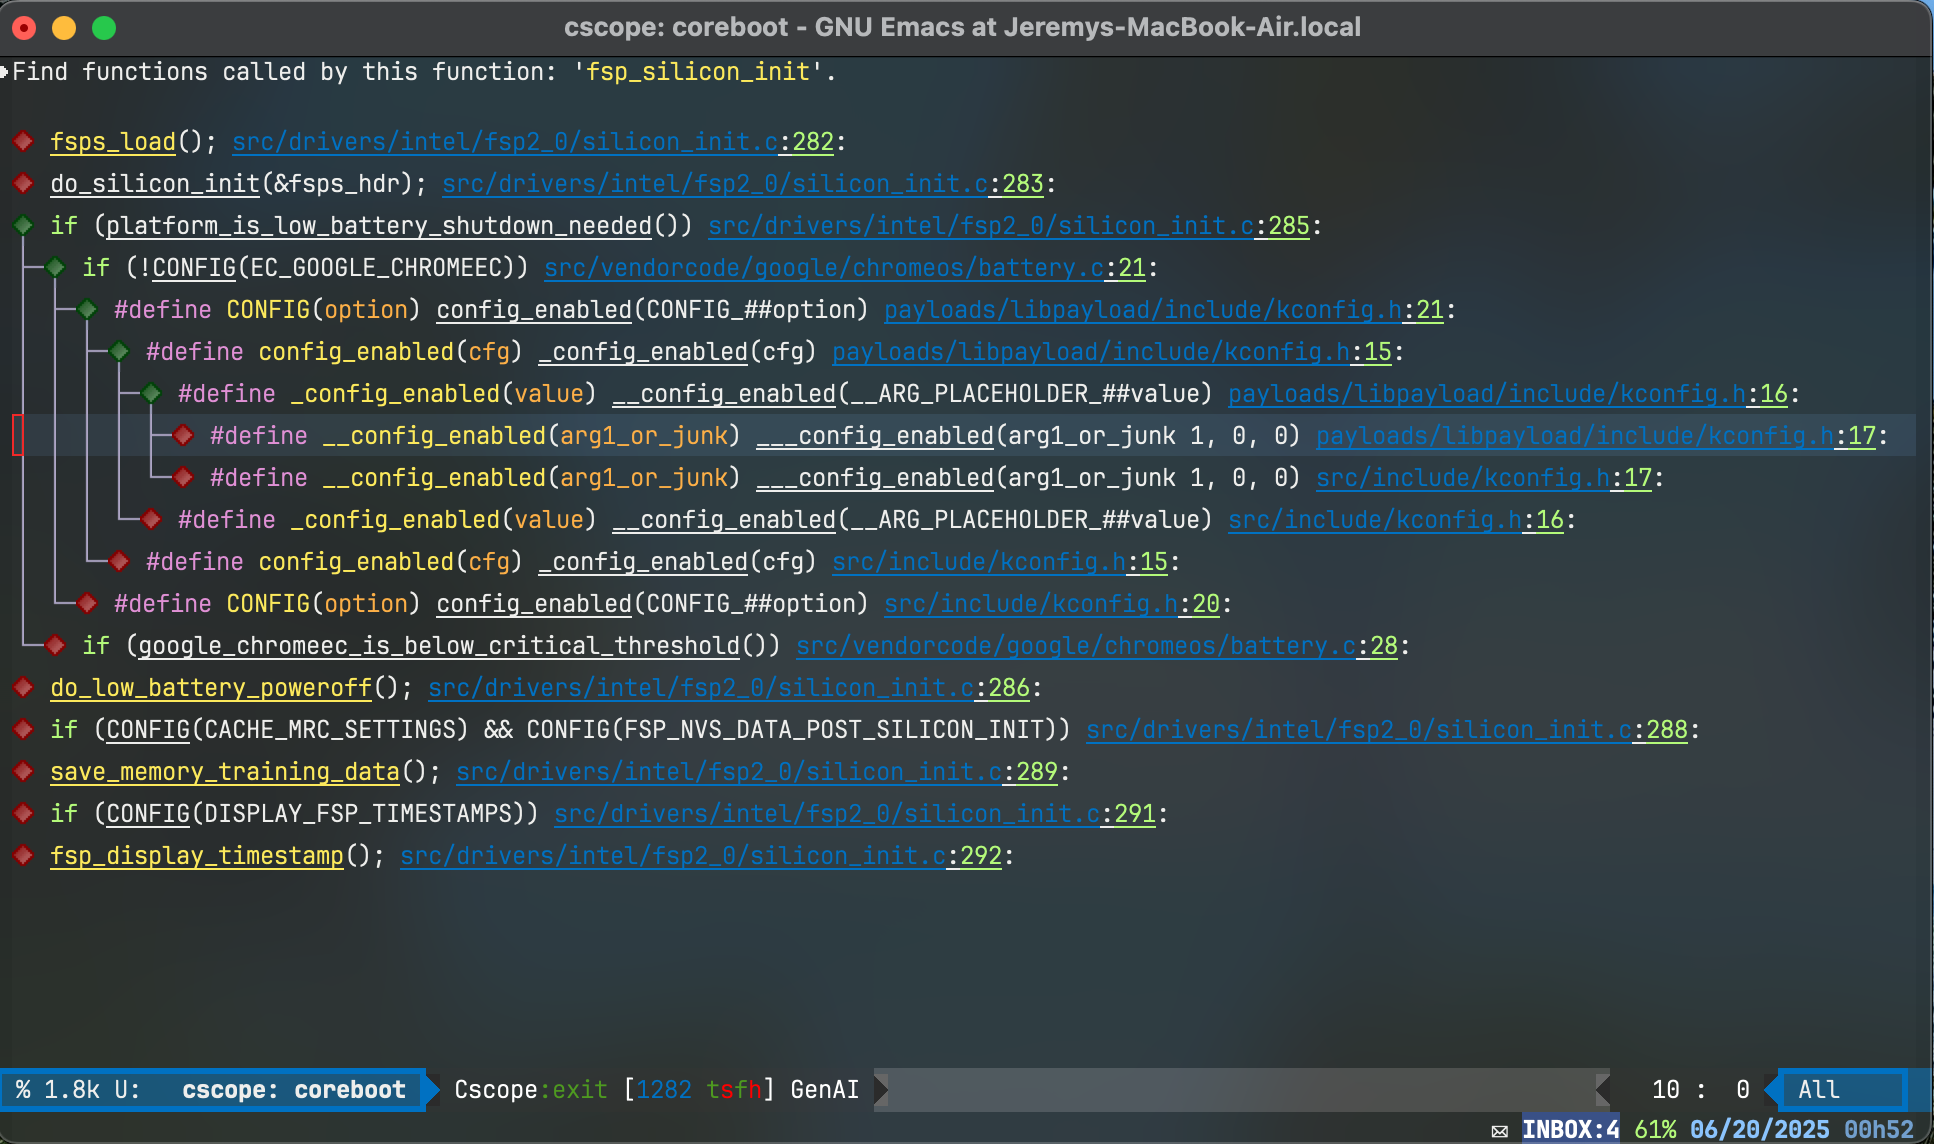 cscope: coreboot - GNU Emacs at Jeremys-MacBook-Air.local
Find functions called by this function: 'fsp_silicon_init'.
fsps_load(); src/drivers/intel/fsp2_0/silicon_init.c:282:
do_silicon_init(&fsps_hdr); src/drivers/intel/fsp2_0/silicon_init.c:283:
if (platform_is_low_battery_shutdown_needed()) src/drivers/intel/fsp2_0/silicon_init.c:285:
if (!CONFIG(EC_GOOGLE_CHROMEEC)) src/vendorcode/google/chromeos/battery.c:21:
#define CONFIG(option) config_enabled(CONFIG_##option) payloads/libpayload/include/kconfig.h:21:
#define config_enabled(cfg) _config_enabled(cfg) payloads/libpayload/include/kconfig.h:15:
#define _config_enabled(value) __config_enabled(__ARG_PLACEHOLDER_##value) payloads/libpayload/include/kconfig.h:16:
#define __config_enabled(arg1_or_junk) ___config_enabled(arg1_or_junk 1, 0, 0) payloads/libpayload/include/kconfig.h:17:
#define __config_enabled(arg1_or_junk) ___config_enabled(arg1_or_junk 1, 0, 0) src/include/kconfig.h:17:
#define _config_enabled(value) __config_enabled(__ARG_PLACEHOLDER_##value) src/include/kconfig.h:16:
#define config_enabled(cfg) _config_enabled(cfg) src/include/kconfig.h:15:
#define CONFIG(option) config_enabled(CONFIG_##option) src/include/kconfig.h:20:
if (google_chromeec_is_below_critical_threshold()) src/vendorcode/google/chromeos/battery.c:28:
do_low_battery_poweroff(); src/drivers/intel/fsp2_0/silicon_init.c:286:
if (CONFIG(CACHE_MRC_SETTINGS) && CONFIG(FSP_NVS_DATA_POST_SILICON_INIT)) src/drivers/intel/fsp2_0/silicon_init.c:288:
save_memory_training_data(); src/drivers/intel/fsp2_0/silicon_init.c:289:
if (CONFIG(DISPLAY_FSP_TIMESTAMPS)) src/drivers/intel/fsp2_0/silicon_init.c:291:
fsp_display_timestamp(); src/drivers/intel/fsp2_0/silicon_init.c:292:
% 1.8k U: cscope: coreboot Cscope:exit [1282 tsfh] GenAI 10 : 0 All
INBOX:4 61% 06/20/2025 00h52